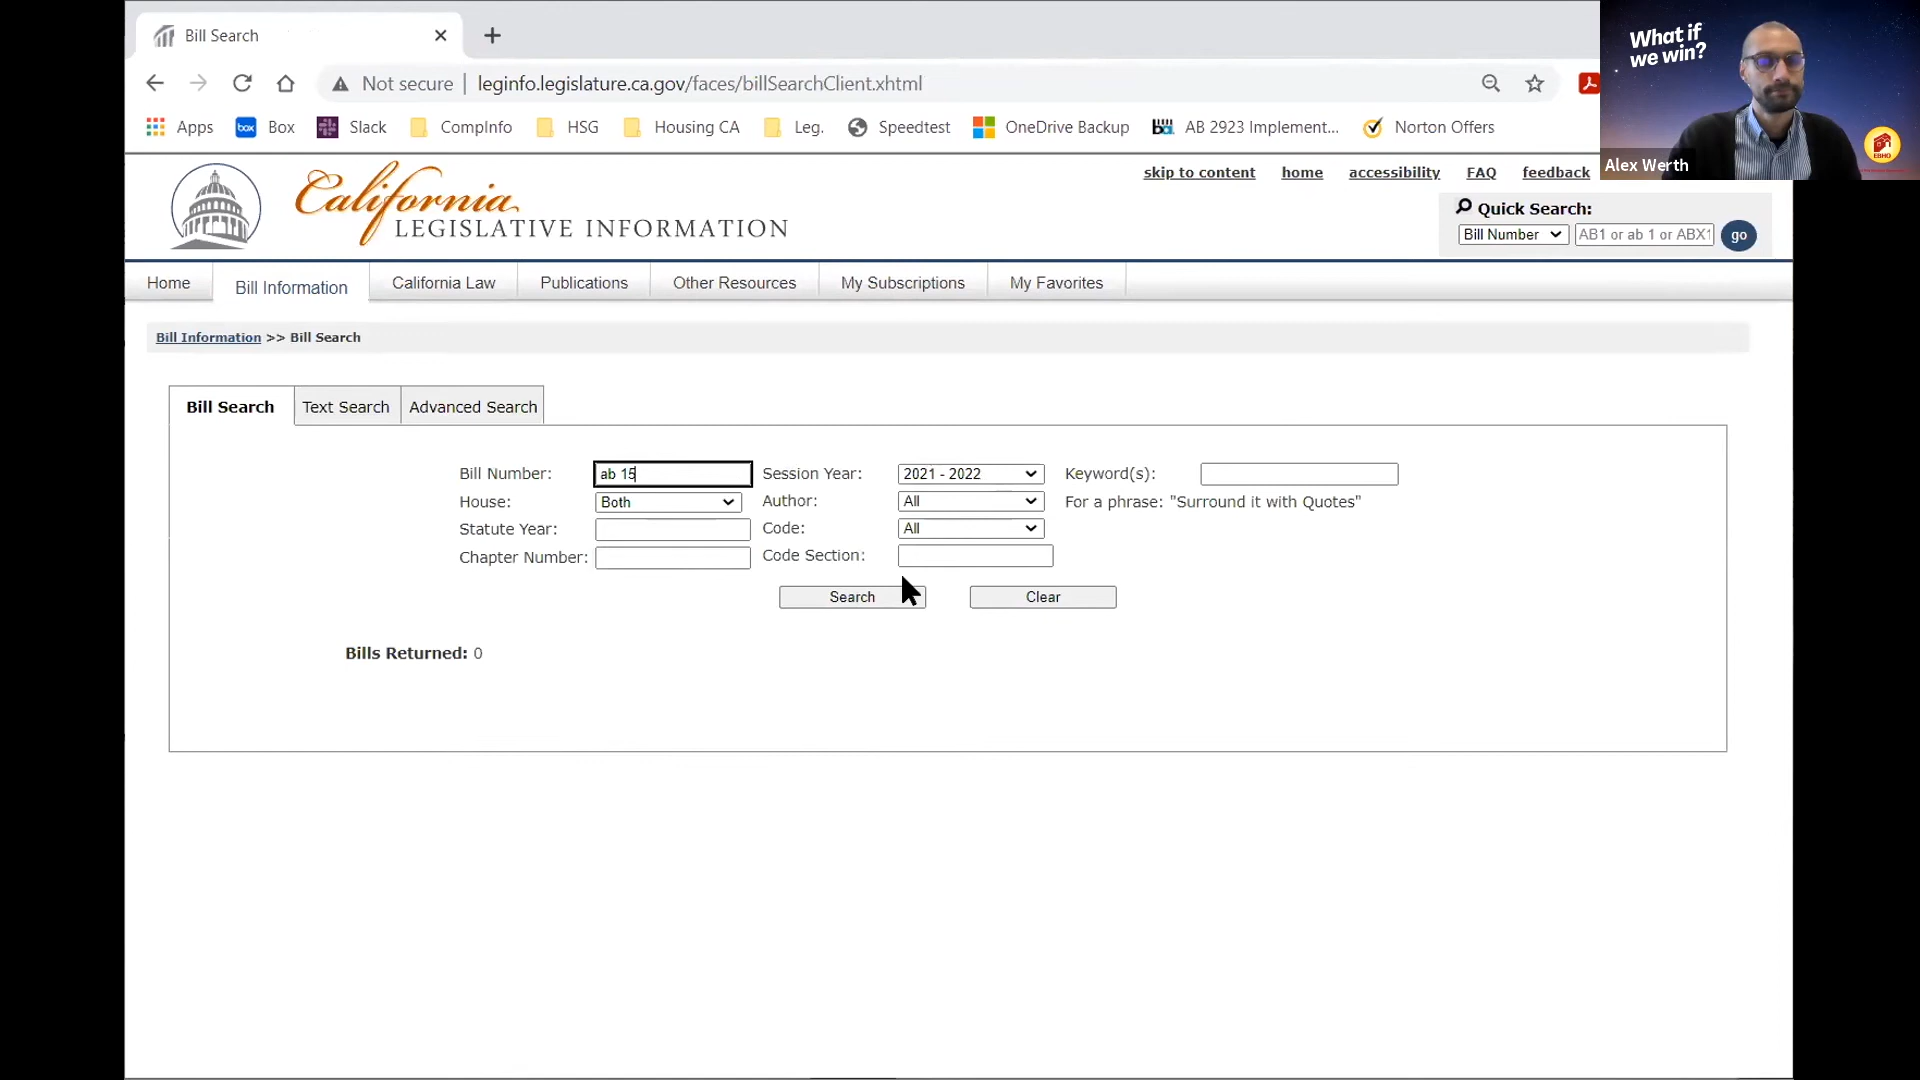 Bill Search
Not secure | leginfo.legislature.ca.gov/faces/billSearchClient.xhtml
Apps box Box Slack CompInfo HSG Housing CA Leg. Speedtest OneDrive Backup AB 2923 Implement... Norton Offers
What if
we win?
EBHO
Alex Werth
California
LEGISLATIVE INFORMATION
skip to content home accessibility FAQ feedback
Quick Search:
Bill Number AB1 or ab 1 or ABX1 go
Home Bill Information California Law Publications Other Resources My Subscriptions My Favorites
Bill Information >> Bill Search
Bill Search Text Search Advanced Search
Bill Number: ab 15 Session Year: 2021 - 2022 Keyword(s):
House: Both Author: All For a phrase: "Surround it with Quotes"
Statute Year: Code: All
Chapter Number: Code Section:
Search Clear
Bills Returned: 0